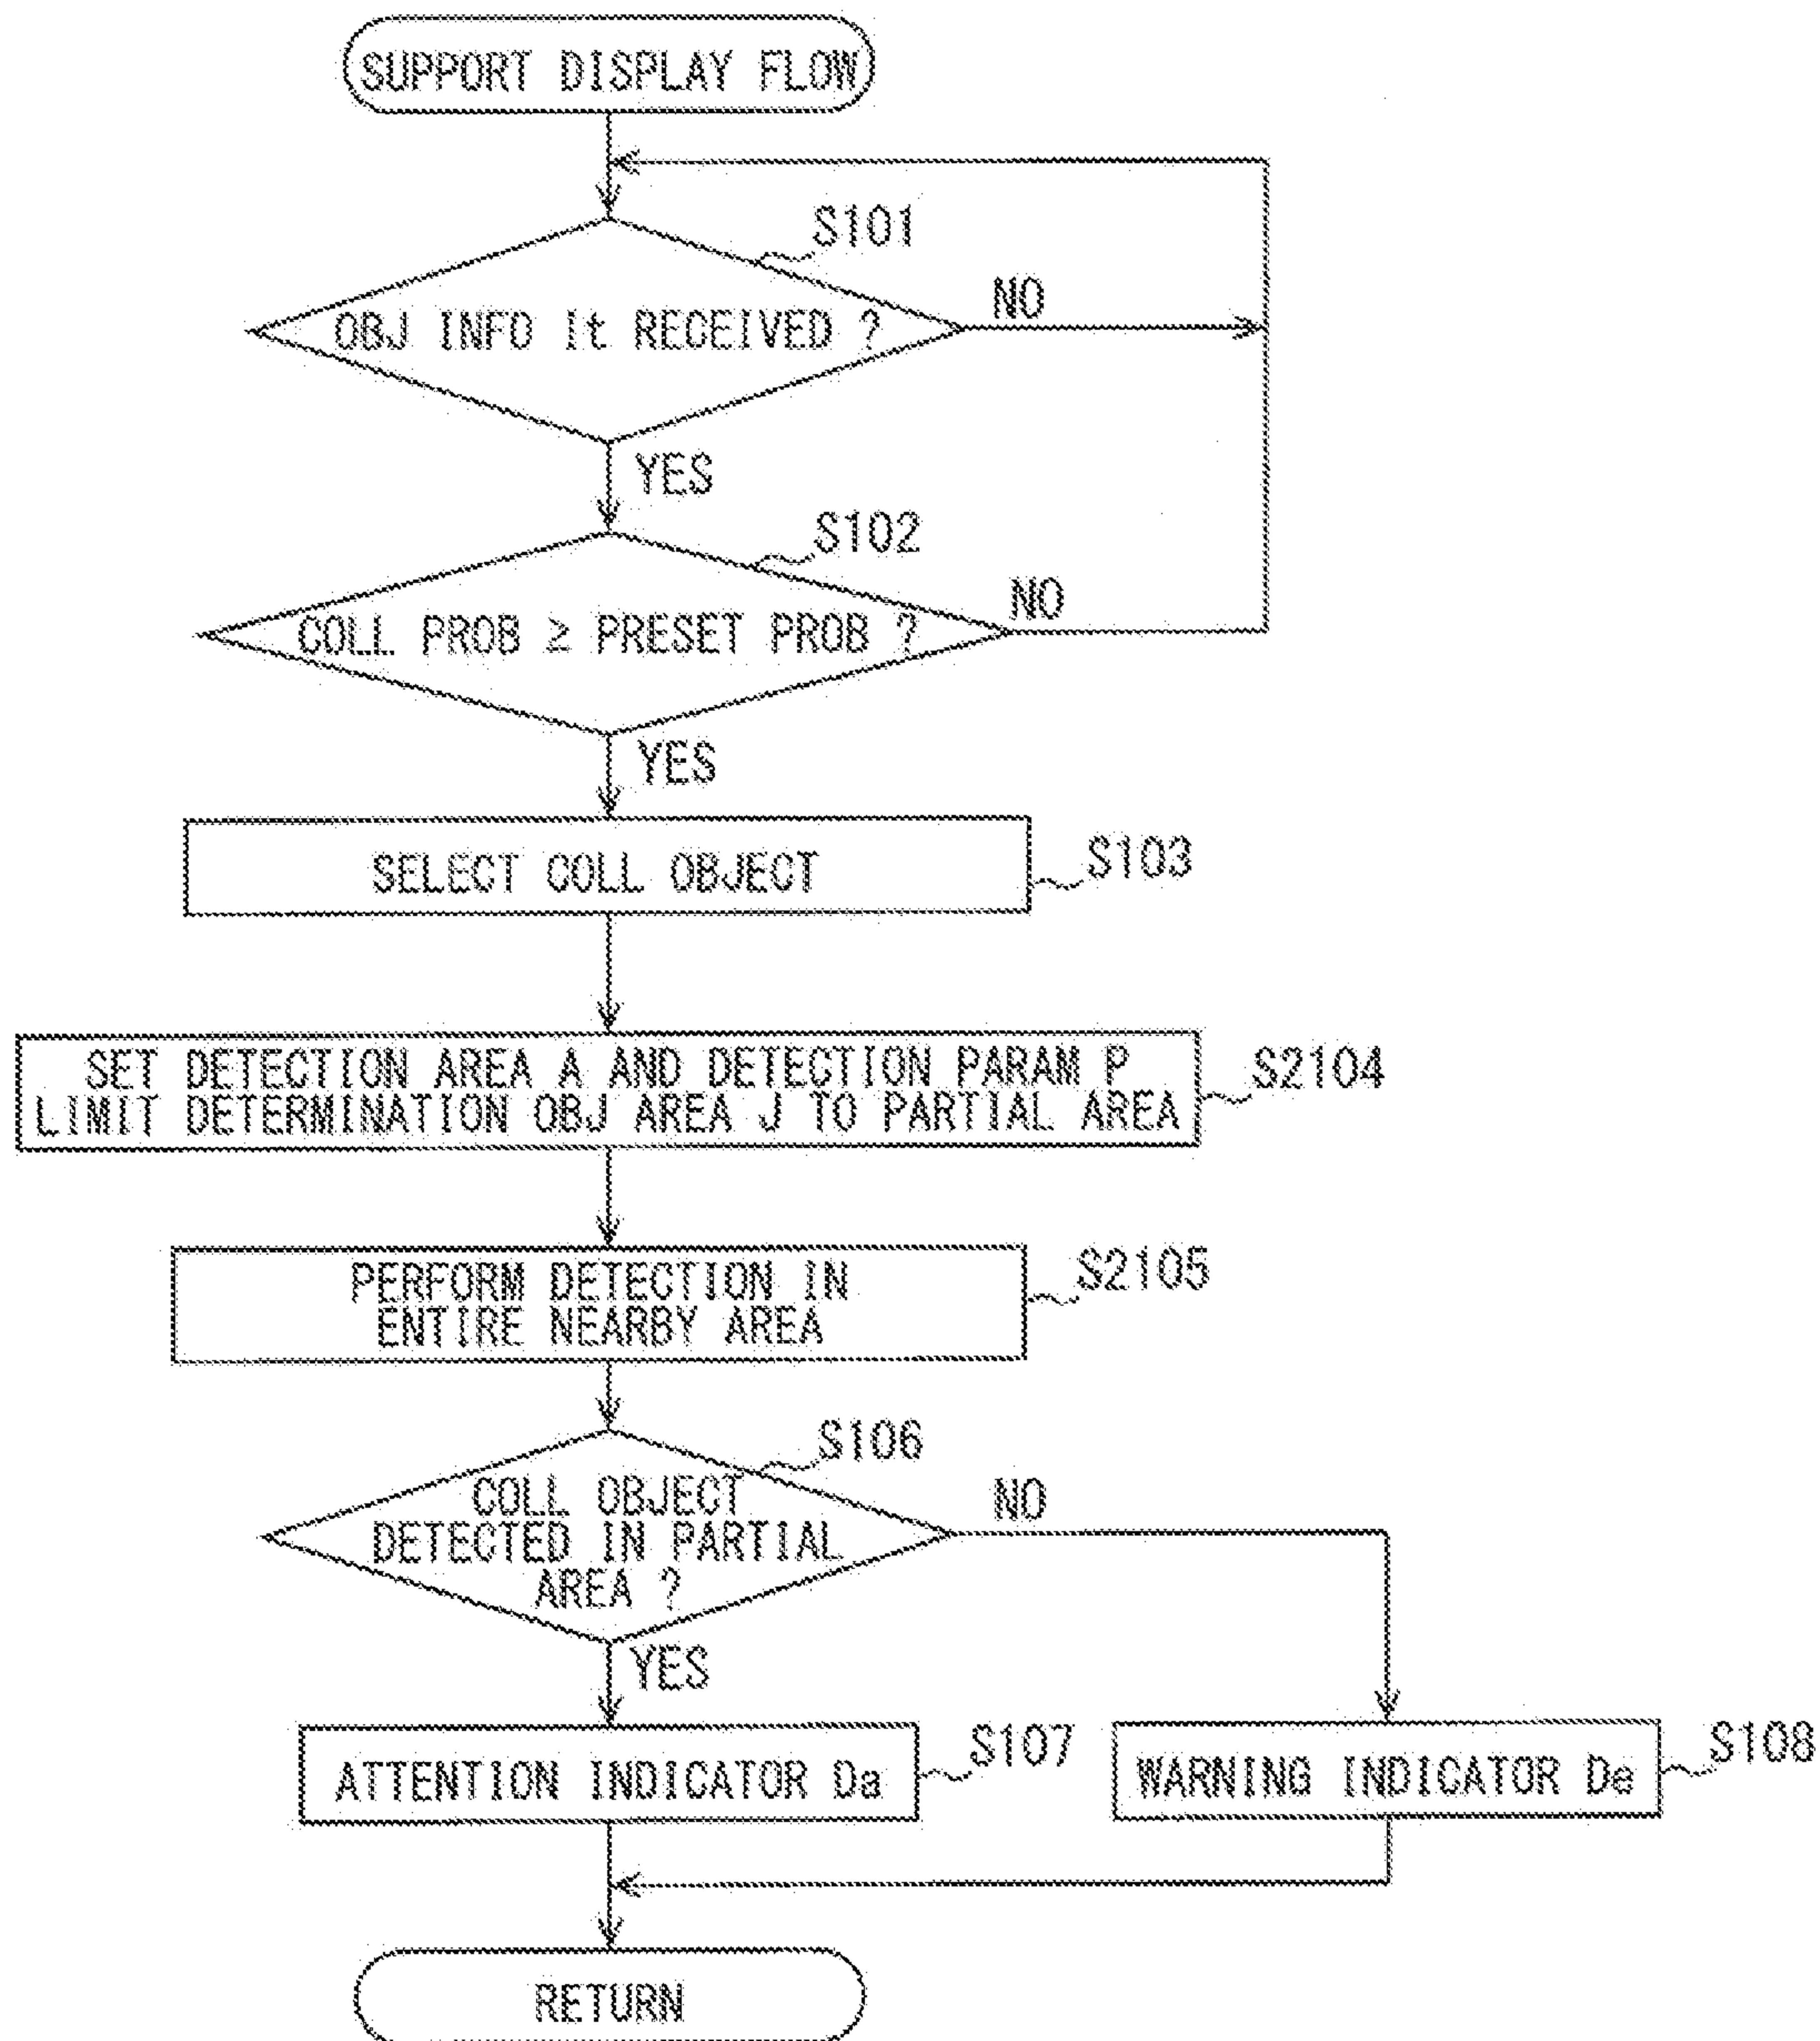 SUPPORT DISPLAY FLOW
S101
OBJ INFO It RECEIVED ?
NO
YES
S102
COLL PROB ≥ PRESET PROB ?
NO
YES
SELECT COLL OBJECT
S103
SET DETECTION AREA A AND DETECTION PARAM P
LIMIT DETERMINATION OBJ AREA J TO PARTIAL AREA
S2104
PERFORM DETECTION IN
ENTIRE NEARBY AREA
S2105
S106
COLL OBJECT
DETECTED IN PARTIAL
AREA ?
NO
YES
ATTENTION INDICATOR Da
S107
WARNING INDICATOR De
S108
RETURN